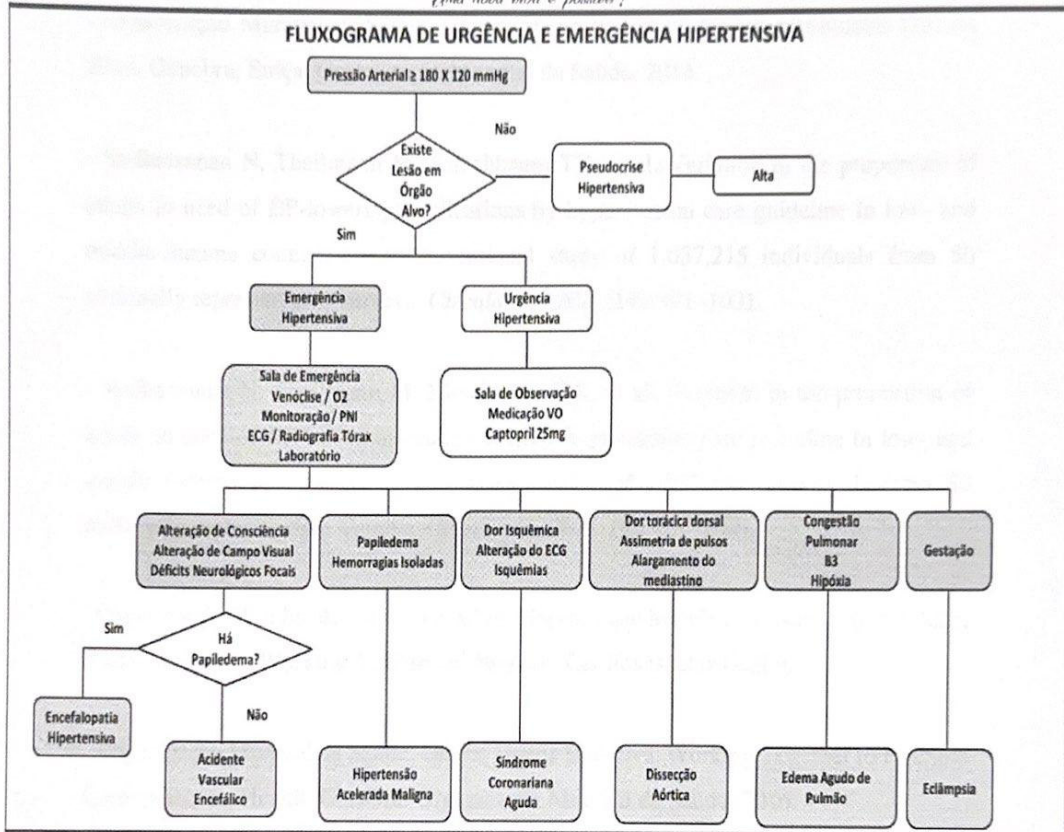 Uma nova
FLUXOGRAMA DE URGÊNCIA E EMERGÊNCIA HIPERTENSIVA
Pressão Arterial ≥ 180 X 120 mmHg
Não
Existe
Lesão em
Órgão
Alvo?
Pseudocrise
Hipertensiva
Alta
Sim
Emergência
Hipertensiva
Urgência
Hipertensiva
Sala de Emergência
Venóclise / O2
Monitoração / PNI
ECG / Radiografia Tórax
Laboratório
Sala de Observação
Medicação VO
Captopril 25mg
Alteração de Consciência
Alteração de Campo Visual
Déficits Neurológicos Focais
Papiledema
Hemorragias Isoladas
Dor Isquêmica
Alteração do ECG
Isquêmias
Dor torácica dorsal
Assimetria de pulsos
Alargamento do
mediastino
Congestão
Pulmonar
B3
Hipóxia
Gestação
Sim
Há
Papiledema?
Não
Encefalopatia
Hipertensiva
Acidente
Vascular
Encefálico
Hipertensão
Acelerada Maligna
Síndrome
Coronariana
Aguda
Dissecção
Aórtica
Edema Agudo de
Pulmão
Eclâmpsia